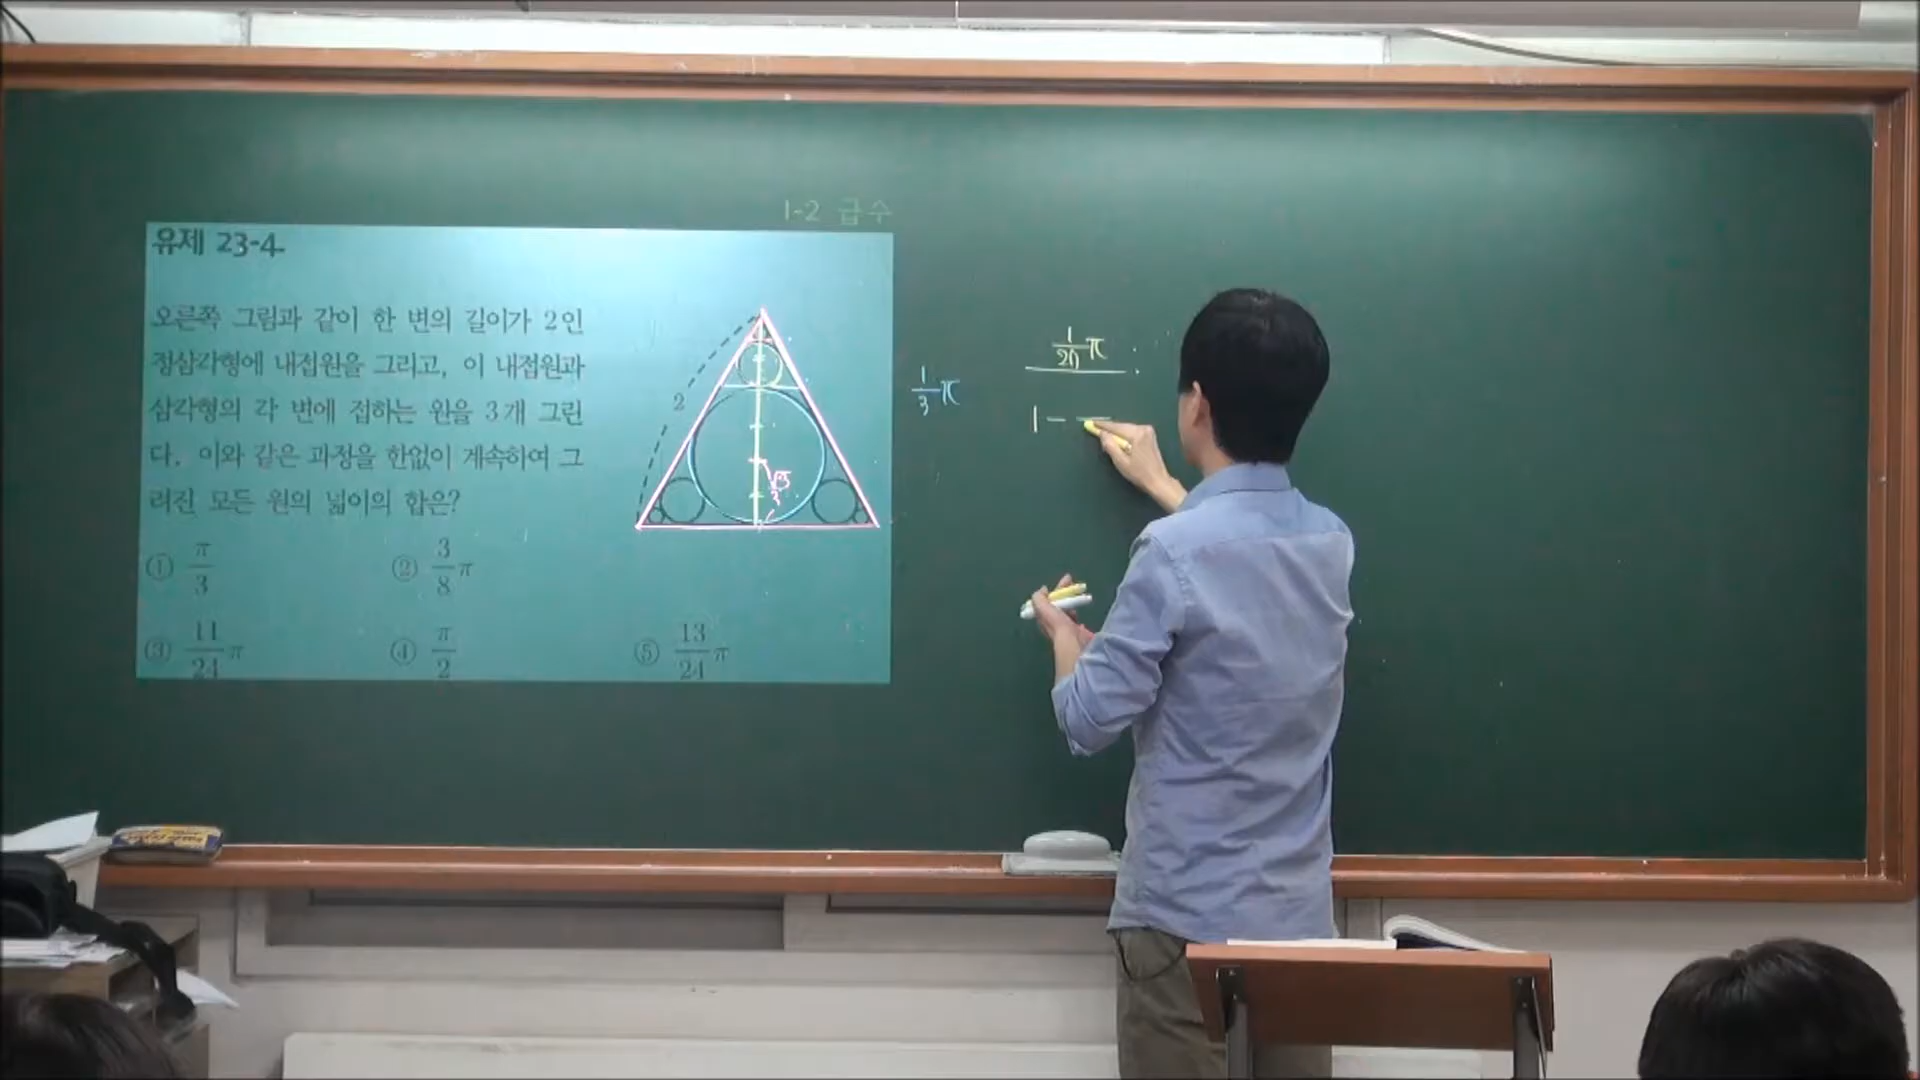 1-2 급수
유제 23-4
오른쪽 그림과 같이 한 변의 길이가 2인
정삼각형에 내접원을 그리고, 이 내접원과
삼각형의 각 변에 접하는 원을 3개 그린
다. 이와 같은 과정을 한없이 계속하여 그
려진 모든 원의 넓이의 합은?
① π/3 ② 3/8 π
③ 11/24 π ④ π/2 ⑤ 13/24 π
2
√3/3
1/3 π
1/27 π
1 −